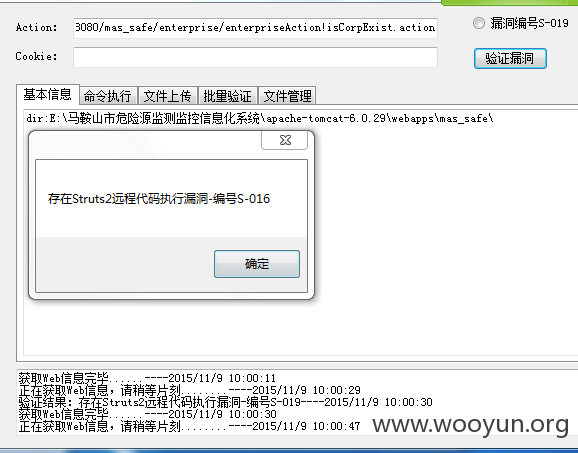 Action: 8080/mas_safe/enterprise/enterpriseAction!isCorpExist.action
漏洞编号S-019
Cookie:
验证漏洞
基本信息 命令执行 文件上传 批量验证 文件管理
dir:E:\马鞍山市危险源监测监控信息化系统\apache-tomcat-6.0.29\webapps\mas_safe\
存在Struts2远程代码执行漏洞-编号S-016
确定
获取Web信息完毕......----2015/11/9 10:00:11
正在获取Web信息,请稍等片刻........----2015/11/9 10:00:29
验证结果: 存在Struts2远程代码执行漏洞-编号S-019----2015/11/9 10:00:30
获取Web信息完毕......----2015/11/9 10:00:30
正在获取Web信息,请稍等片刻........----2015/11/9 10:00:47
www.wooyun.org